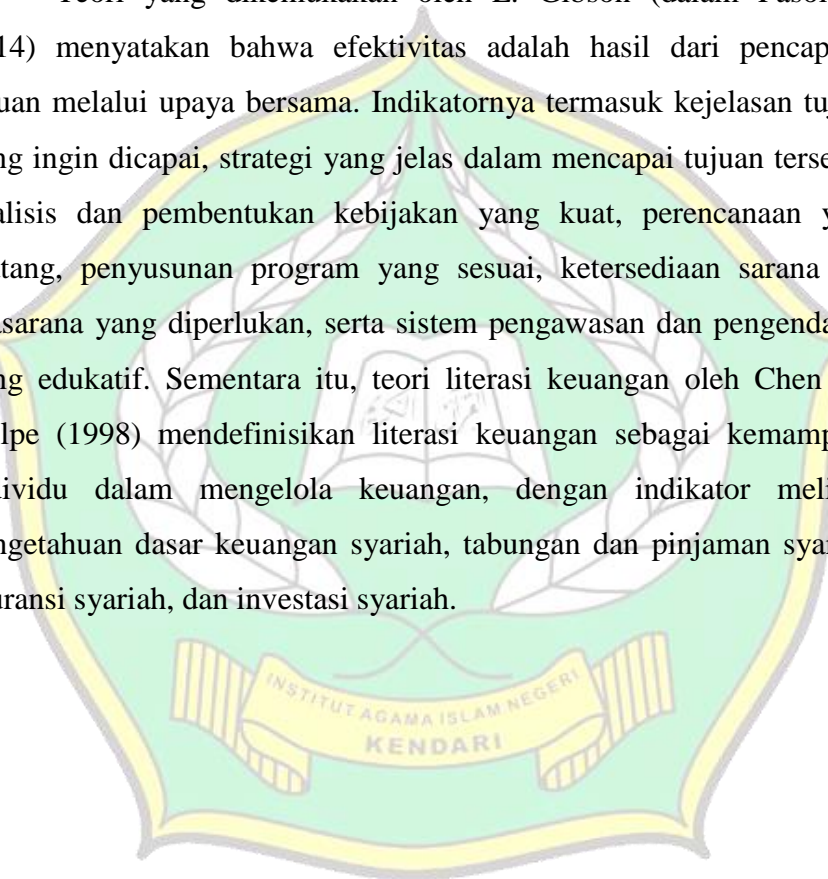 Teori yang dikemukakan oleh L. Gibson (dalam Pasol
14) menyatakan bahwa efektivitas adalah hasil dari pencap
uan melalui upaya bersama. Indikatornya termasuk kejelasan tuj
ng ingin dicapai, strategi yang jelas dalam mencapai tujuan terse
alisis dan pembentukan kebijakan yang kuat, perencanaan y
tang, penyusunan program yang sesuai, ketersediaan sarana
asarana yang diperlukan, serta sistem pengawasan dan pengenda
ng edukatif. Sementara itu, teori literasi keuangan oleh Chen
lpe (1998) mendefinisikan literasi keuangan sebagai kemamp
dividu dalam mengelola keuangan, dengan indikator meli
ngetahuan dasar keuangan syariah, tabungan dan pinjaman syar
uransi syariah, dan investasi syariah.
INSTITUT AGAMA ISLAM NEGERI
KENDARI